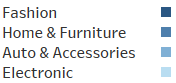 Fashion
Home & Furniture
Auto & Accessories
Electronic